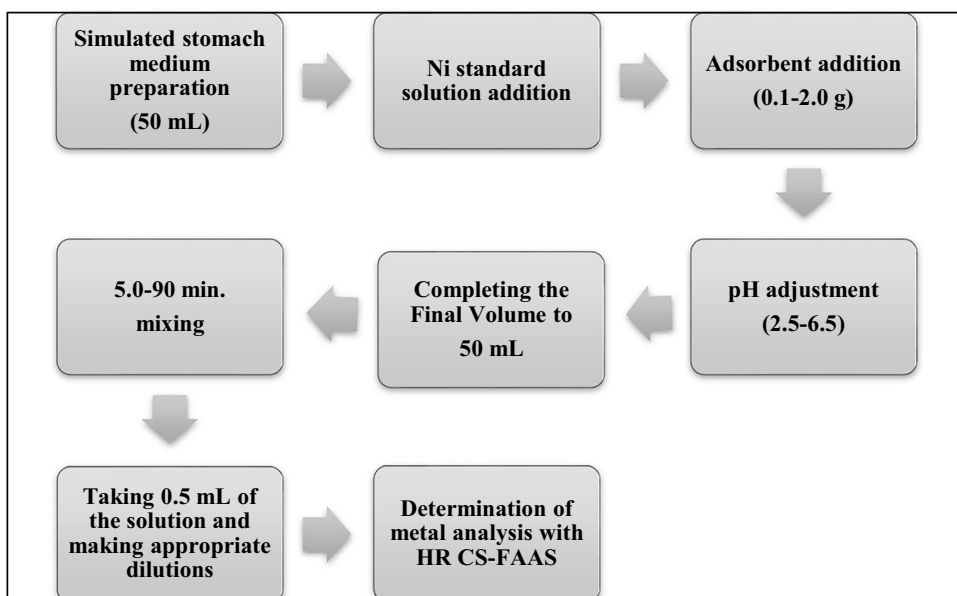 Simulated stomach
medium
preparation
(50 mL)
Ni standard
solution addition
Adsorbent addition
(0.1-2.0 g)
pH adjustment
(2.5-6.5)
Completing the
Final Volume to
50 mL
5.0-90 min.
mixing
Taking 0.5 mL of
the solution and
making appropriate
dilutions
Determination of
metal analysis with
HR CS-FAAS